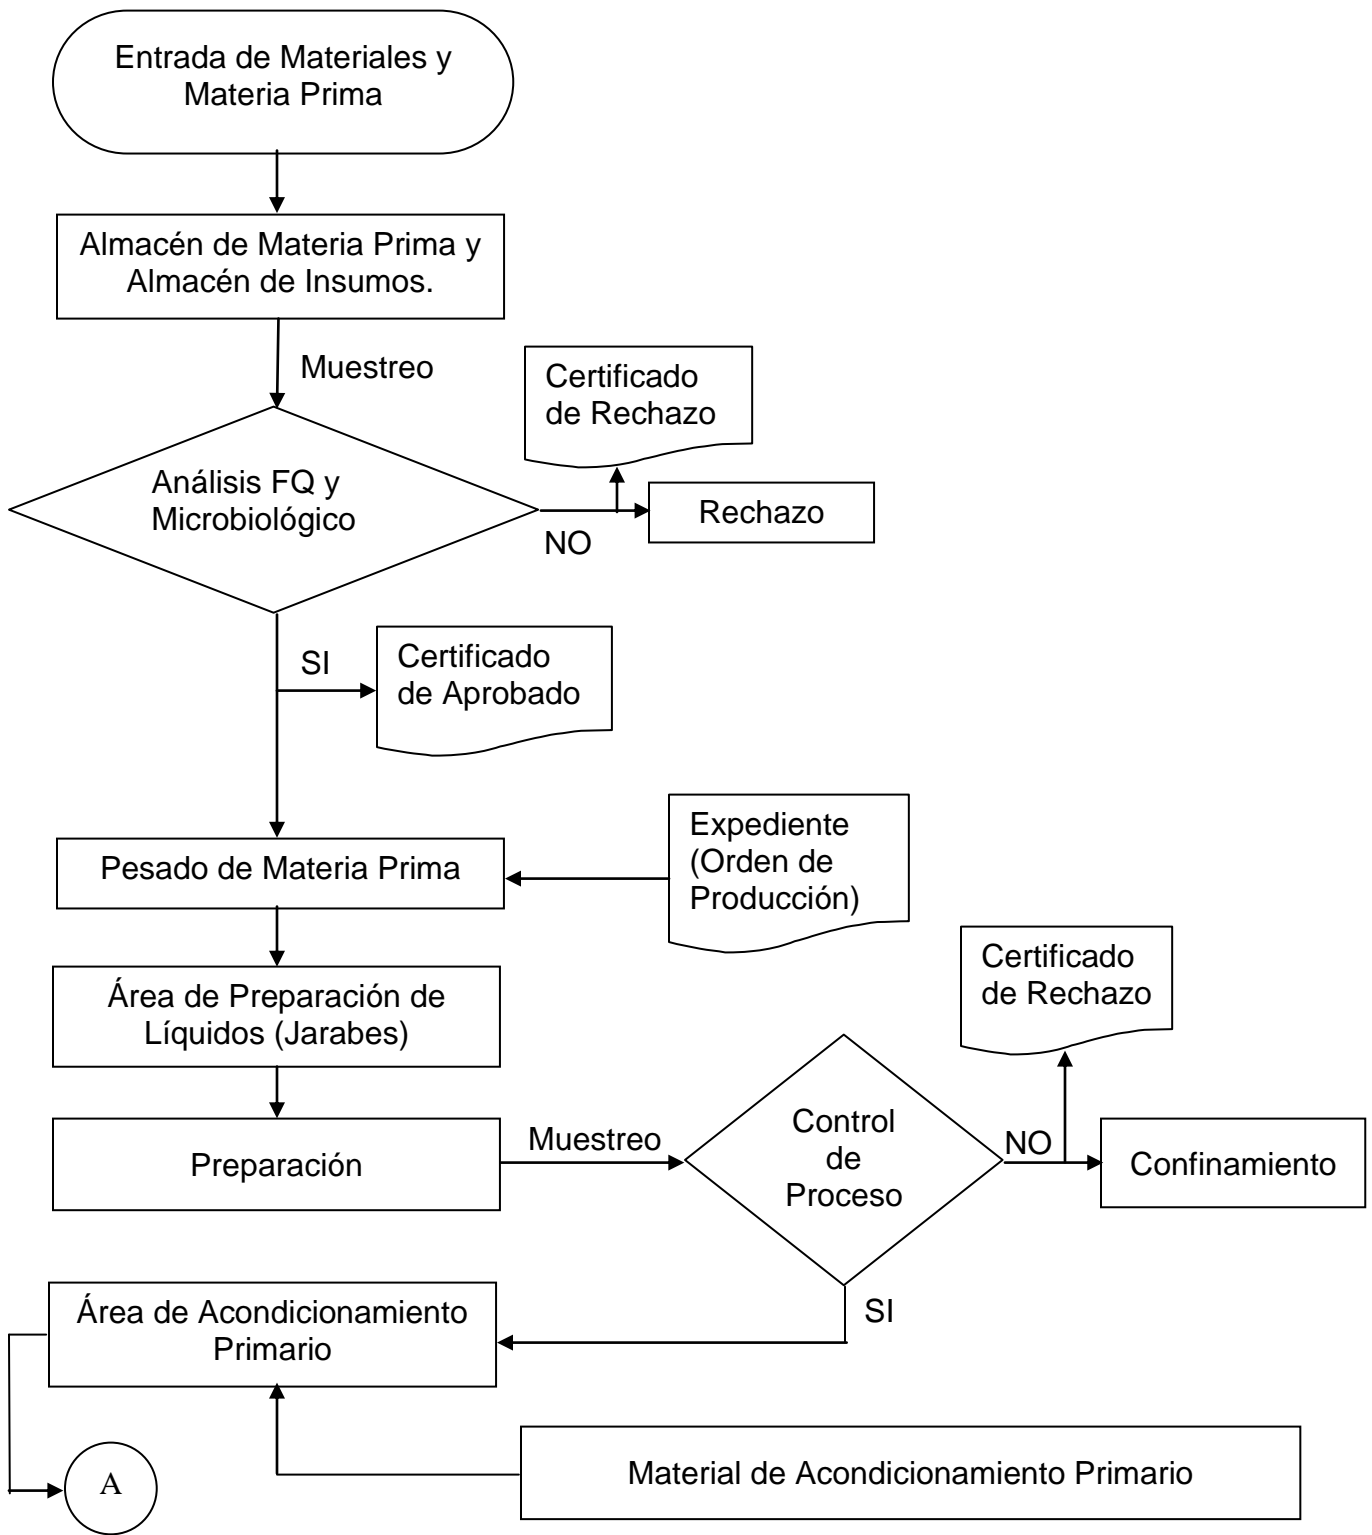 Entrada de Materiales y
Materia Prima
Almacén de Materia Prima y
Almacén de Insumos.
Muestreo
Certificado
de Rechazo
Análisis FQ y
Microbiológico
Rechazo
NO
SI
Certificado
de Aprobado
Expediente
(Orden de
Producción)
Pesado de Materia Prima
Certificado
de Rechazo
Área de Preparación de
Líquidos (Jarabes)
Preparación
Muestreo
Control
de
Proceso
NO
Confinamiento
SI
Área de Acondicionamiento
Primario
Material de Acondicionamiento Primario
A